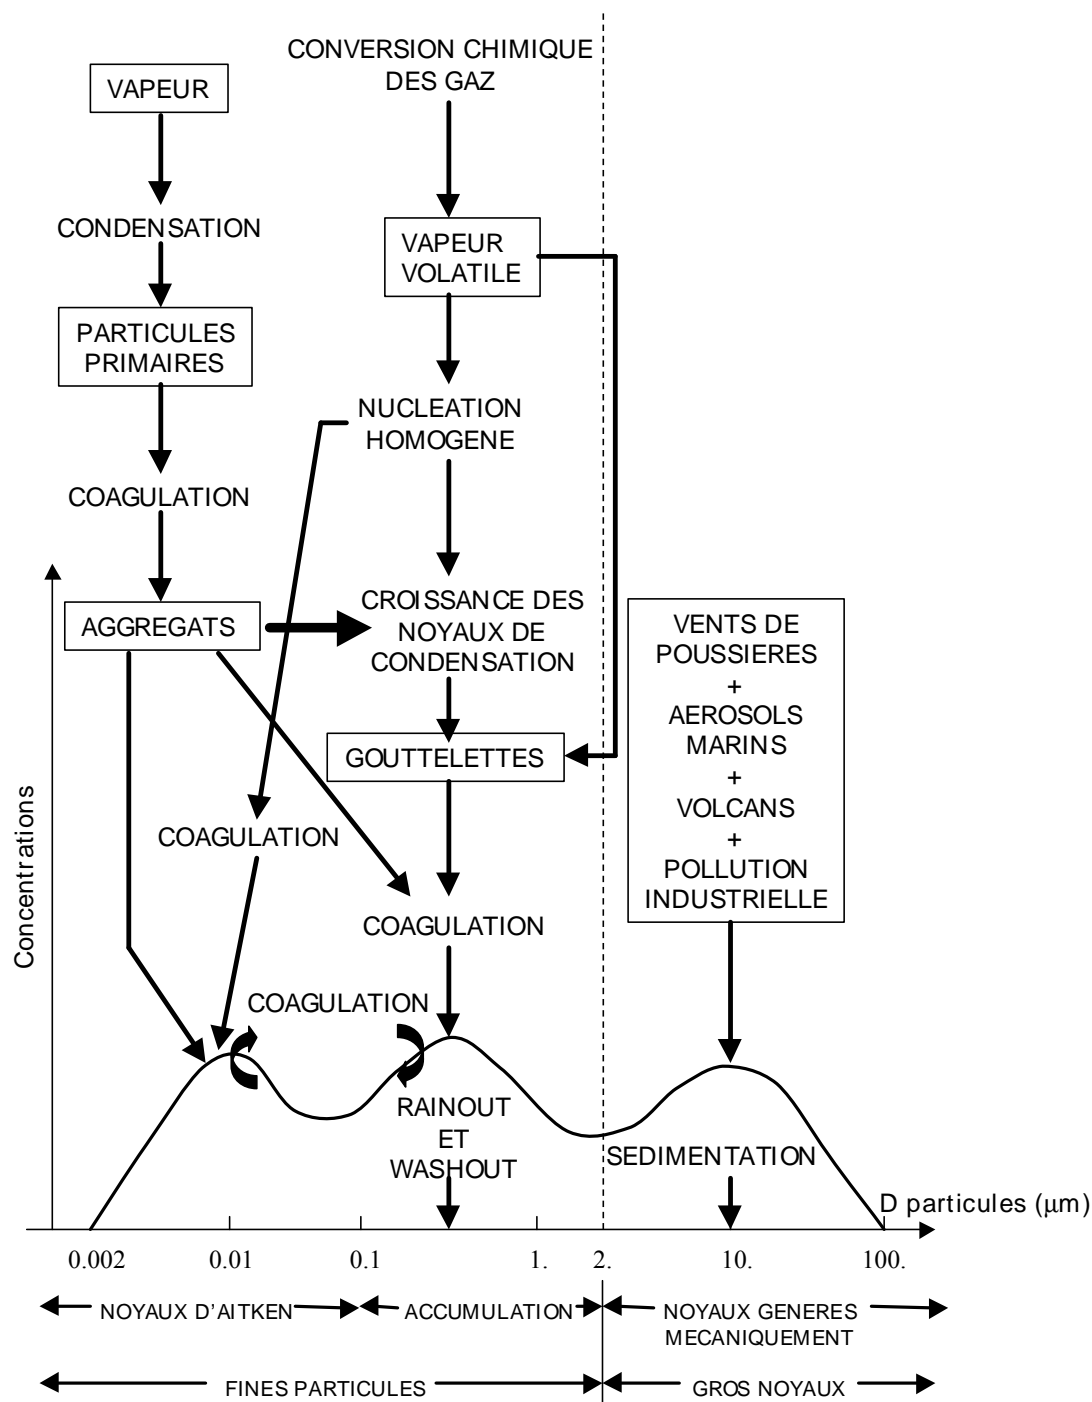 CONVERSION CHIMIQUE
DES GAZ
VAPEUR
CONDENSATION
VAPEUR
VOLATILE
PARTICULES
PRIMAIRES
NUCLEATION
HOMOGENE
COAGULATION
CROISSANCE DES
NOYAUX DE
CONDENSATION
AGGREGATS
VENTS DE
POUSSIERES
+
AEROSOLS
MARINS
+
VOLCANS
+
POLLUTION
INDUSTRIELLE
GOUTTELETTES
COAGULATION
COAGULATION
COAGULATION
Concentrations
RAINOUT
ET
WASHOUT
SEDIMENTATION
D particules (μm)
0.002 0.01 0.1 1. 2. 10. 100.
NOYAUX D'AITKEN
ACCUMULATION
NOYAUX GENERES
MECANIQUEMENT
FINES PARTICULES
GROS NOYAUX